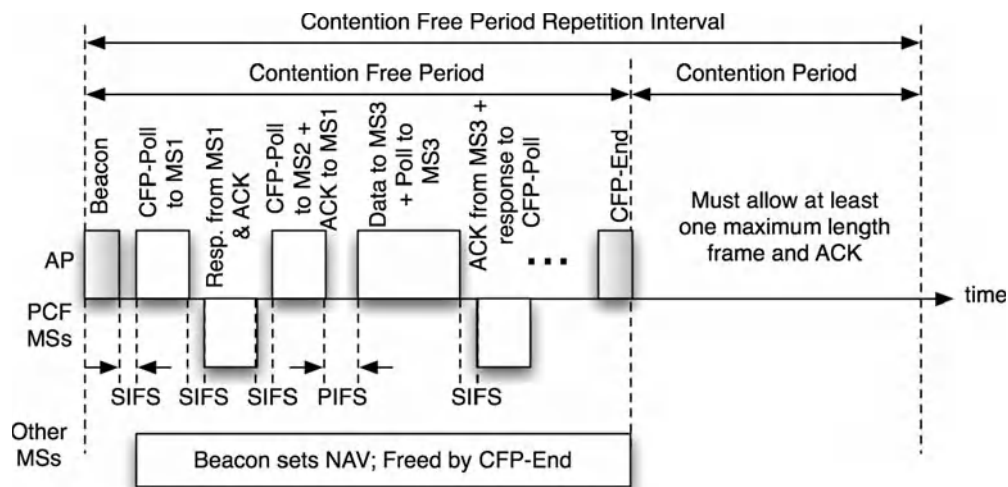 Contention Free Period Repetition Interval
Contention Free Period
Contention Period
Beacon
CFP-Poll
to MS1
Resp. from MS1
& ACK
CFP-Poll
to MS2 +
ACK to MS1
Data to MS3
+ Poll to
MS3
ACK from MS3 +
response to
CFP-Poll
...
CFP-End
Must allow at least
one maximum length
frame and ACK
AP
time
PCF
MSs
SIFS
SIFS
SIFS
PIFS
SIFS
Other
MSs
Beacon sets NAV; Freed by CFP-End